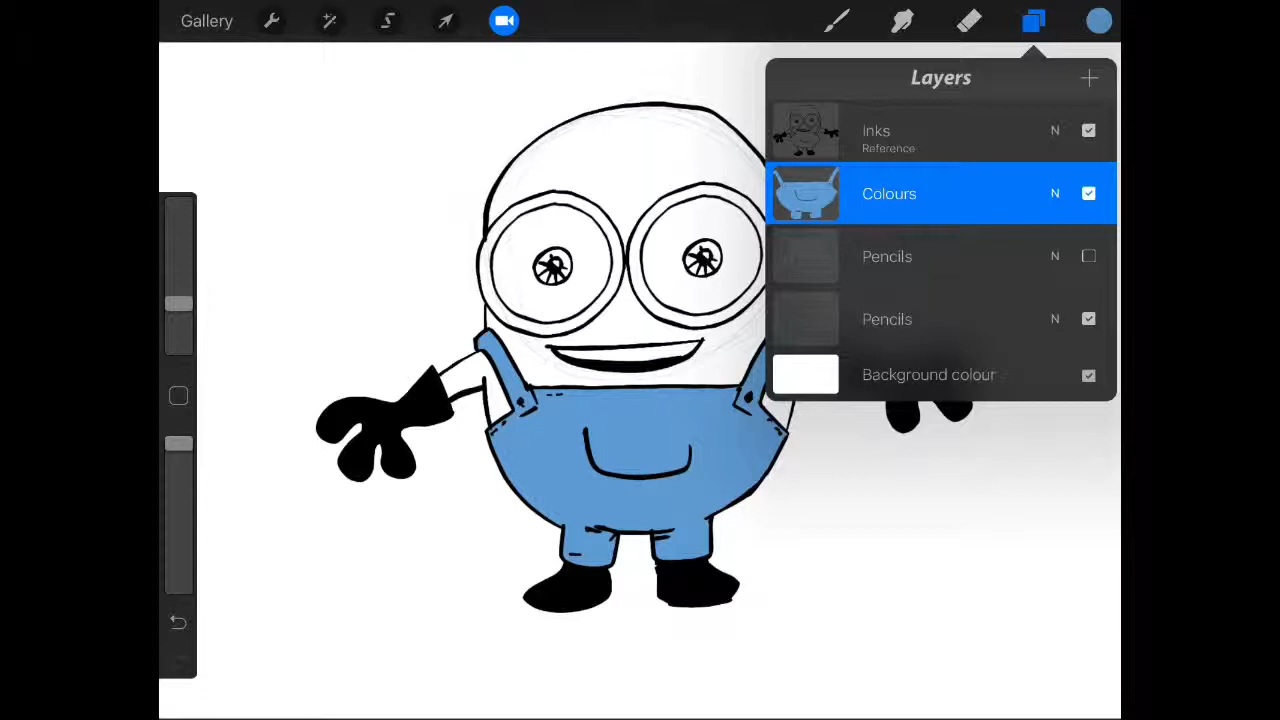 Gallery
Layers
Inks
N
Reference
Colours
N
Pencils
N
Pencils
N
Background colour